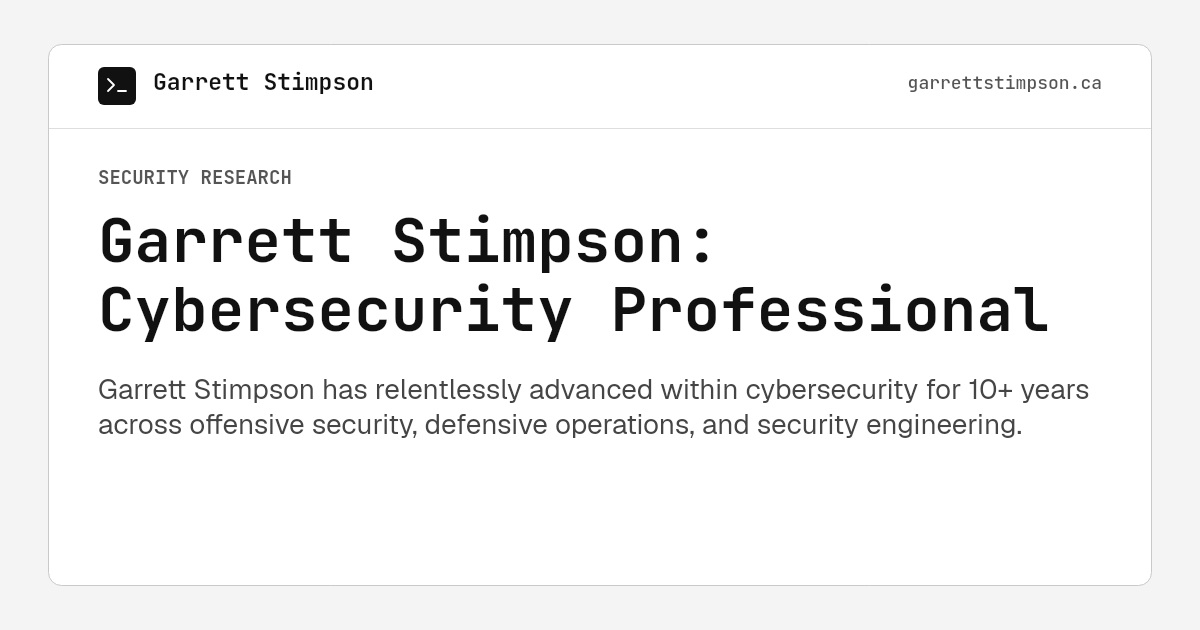 Garrett Stimpson
garrettstimpson.ca
SECURITY RESEARCH
Garrett Stimpson:
Cybersecurity Professional
Garrett Stimpson has relentlessly advanced within cybersecurity for 10+ years
across offensive security, defensive operations, and security engineering.